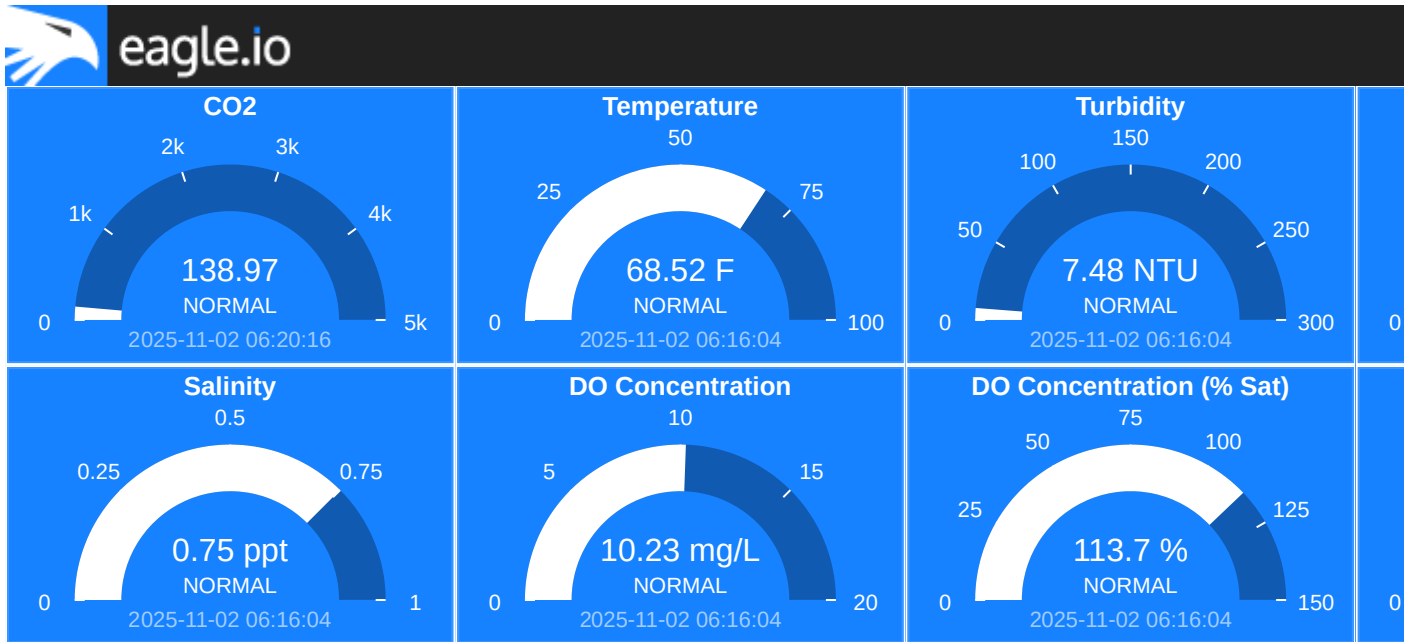 eagle.io
CO2
2k 3k
1k 4k
138.97
NORMAL
0 5k
2025-11-02 06:20:16
Temperature
50
25 75
68.52 F
NORMAL
0 100
2025-11-02 06:16:04
Turbidity
150
100 200
50 250
7.48 NTU
NORMAL
0 300
2025-11-02 06:16:04
0
Salinity
0.5
0.25 0.75
0.75 ppt
NORMAL
0 1
2025-11-02 06:16:04
DO Concentration
10
5 15
10.23 mg/L
NORMAL
0 20
2025-11-02 06:16:04
DO Concentration (% Sat)
75
50 100
25 125
113.7 %
NORMAL
0 150
2025-11-02 06:16:04
0